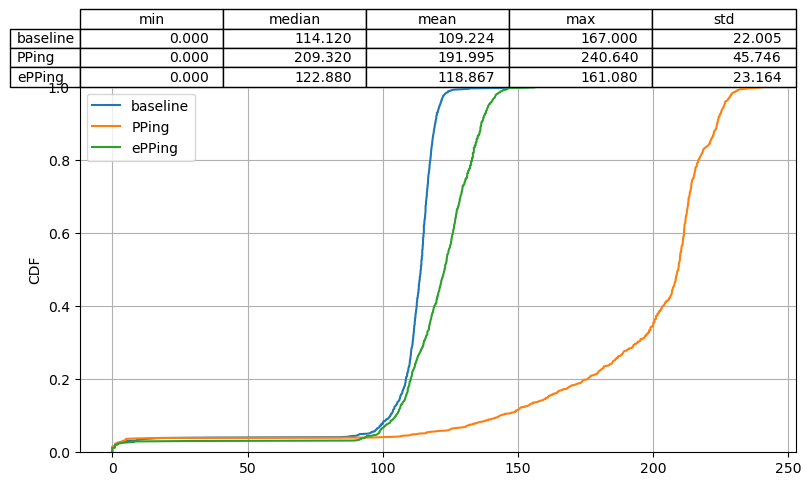 min median mean max std
baseline 0.000 114.120 109.224 167.000 22.005
PPing 0.000 209.320 191.995 240.640 45.746
ePPing 0.000 122.880 118.867 161.080 23.164
1.0
baseline
PPing
ePPing
0.8
0.6
CDF
0.4
0.2
0.0
0 50 100 150 200 250